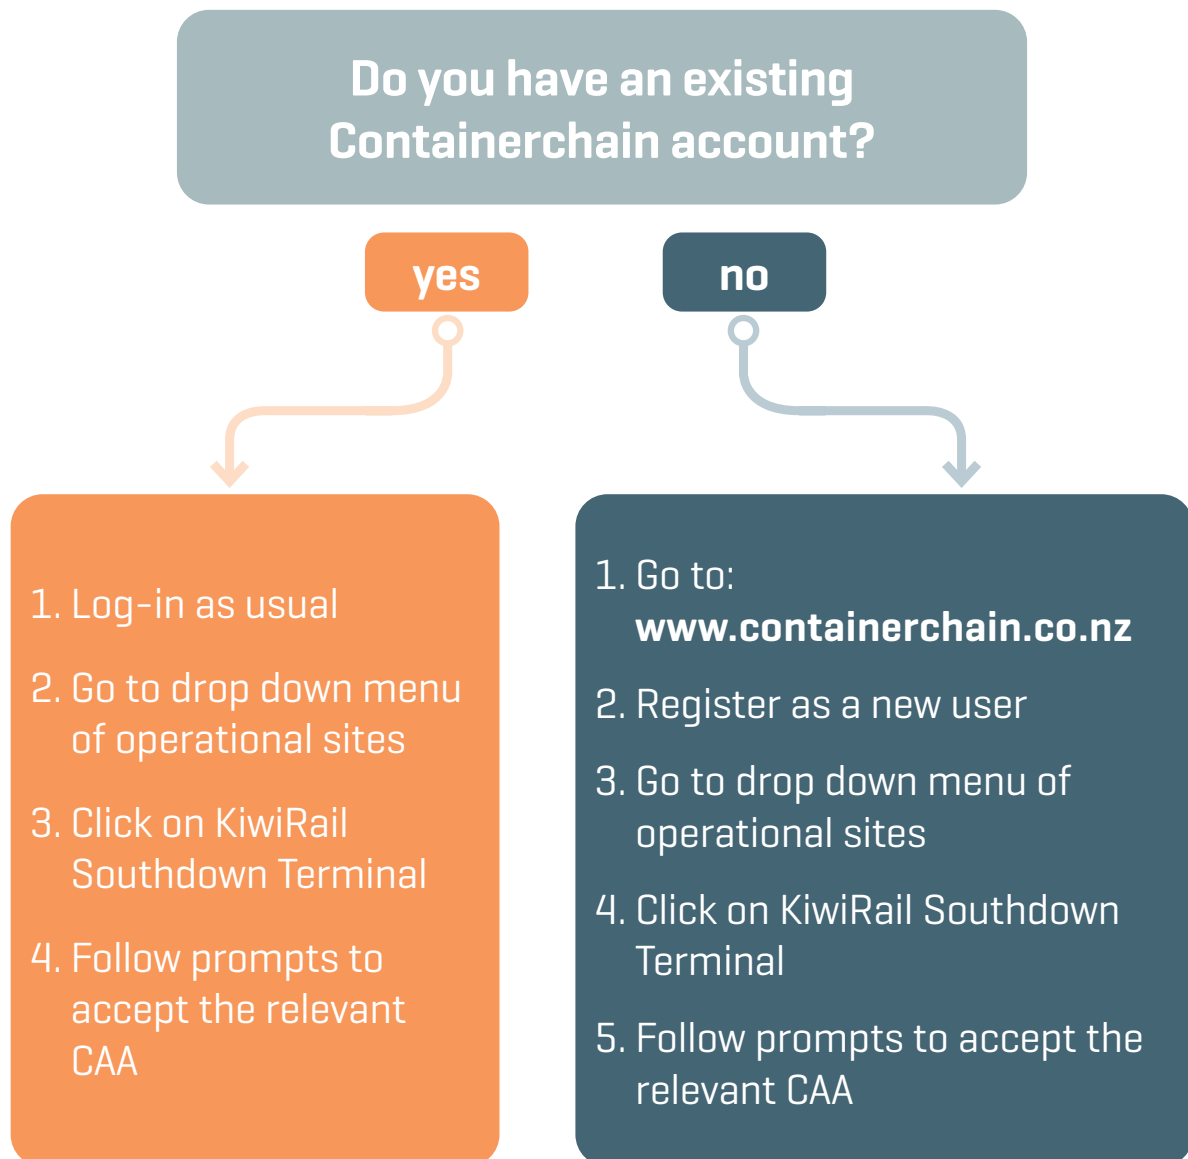 Do you have an existing
Containerchain account?
yes
no
1. Log-in as usual
2. Go to drop down menu
of operational sites
3. Click on KiwiRail
Southdown Terminal
4. Follow prompts to
accept the relevant
CAA
1. Go to:
www.containerchain.co.nz
2. Register as a new user
3. Go to drop down menu of
operational sites
4. Click on KiwiRail Southdown
Terminal
5. Follow prompts to accept the
relevant CAA